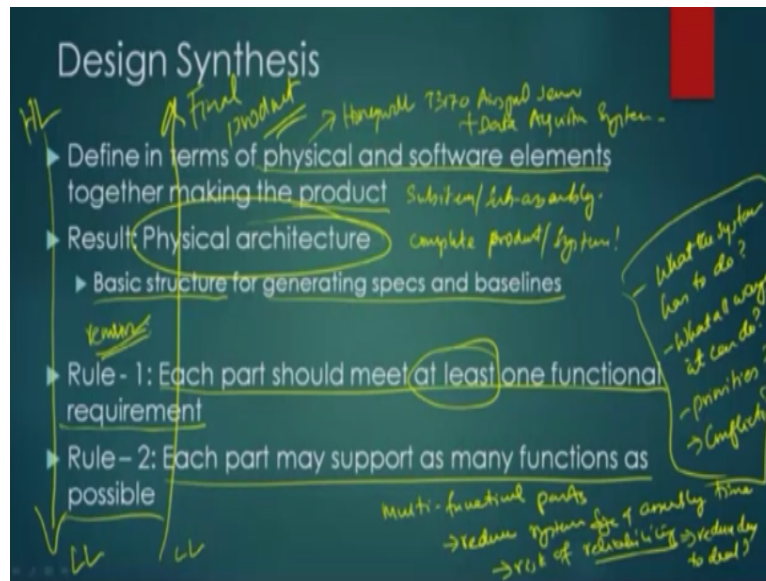 Design Synthesis
HL
Final
product
Honeywell T3170 Airspeed
+ Data System
Define in terms of physical and software elements
together making the product
Subsystem/sub-assembly.
Result: Physical architecture
complete product/system!
Basic structure for generating specs and baselines
Rule - 1: Each part should meet at least one functional
requirement
Rule – 2: Each part may support as many functions as
possible
- What the system
has to do?
- What all ways
it can do?
- priorities?
→ Conflicts
Multi-functional parts
→ reduce system size & assembly time
→ risk of reliability ⇒ redundancy
to deal?
LL
LL